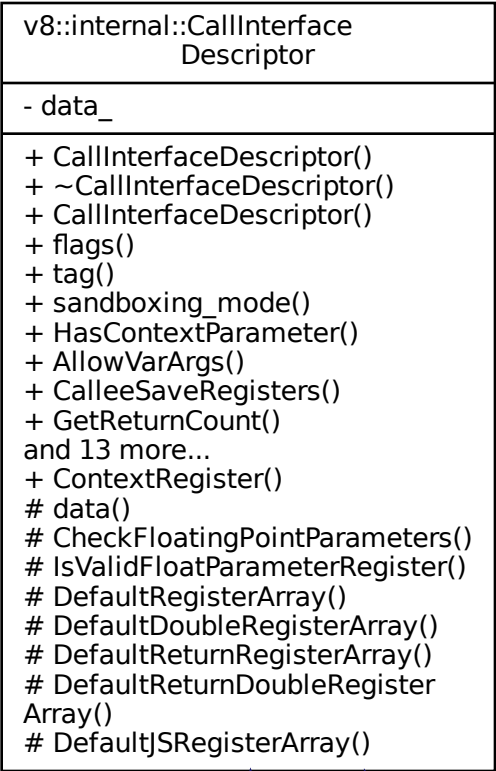 v8::internal::CallInterface
Descriptor
- data_
+ CallInterfaceDescriptor()
+ ~CallInterfaceDescriptor()
+ CallInterfaceDescriptor()
+ flags()
+ tag()
+ sandboxing_mode()
+ HasContextParameter()
+ AllowVarArgs()
+ CalleeSaveRegisters()
+ GetReturnCount()
and 13 more...
+ ContextRegister()
# data()
# CheckFloatingPointParameters()
# IsValidFloatParameterRegister()
# DefaultRegisterArray()
# DefaultDoubleRegisterArray()
# DefaultReturnRegisterArray()
# DefaultReturnDoubleRegister
Array()
# DefaultJSRegisterArray()